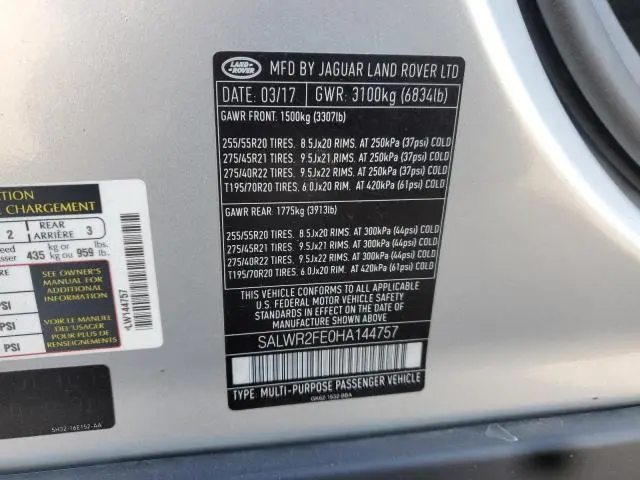 LAND ROVER
MFD BY JAGUAR LAND ROVER LTD
DATE: 03/17 GWR: 3100kg (6834lb)
GAWR FRONT: 1500kg (3307lb)
255/55R20 TIRES. 8.5Jx20 RIMS. AT 250kPa (37psi) COLD
275/45R21 TIRES. 9.5Jx21 RIMS. AT 250kPa (37psi) COLD
275/40R22 TIRES. 9.5Jx22 RIMS. AT 250kPa (37psi) COLD
T195/70R20 TIRES. 6.0Jx20 RIM. AT 420kPa (61psi) COLD
GAWR REAR: 1775kg (3913lb)
255/55R20 TIRES. 8.5Jx20 RIMS. AT 300kPa (44psi) COLD
275/45R21 TIRES. 9.5Jx21 RIMS. AT 300kPa (44psi) COLD
275/40R22 TIRES. 9.5Jx22 RIMS. AT 300kPa (44psi) COLD
T195/70R20 TIRES. 6.0Jx20 RIM. AT 420kPa (61psi) COLD
THIS VEHICLE CONFORMS TO ALL APPLICABLE
U.S. FEDERAL MOTOR VEHICLE SAFETY
STANDARDS IN EFFECT ON THE DATE OF
MANUFACTURE SHOWN ABOVE
SALWR2FE0HA144757
TYPE: MULTI-PURPOSE PASSENGER VEHICLE
ATION
E CHARGEMENT
2 REAR ARRIÈRE 3
435 kg or kg ou 959 lbs. lb.
SEE OWNER'S
MANUAL FOR
ADDITIONAL
INFORMATION
VOIR LE MANUEL
DE L'USAGER
POUR PLUS DE
RENSEIGNEMENTS
PSI
PSI
PSI
*LW144757
5H32-16E152-AA